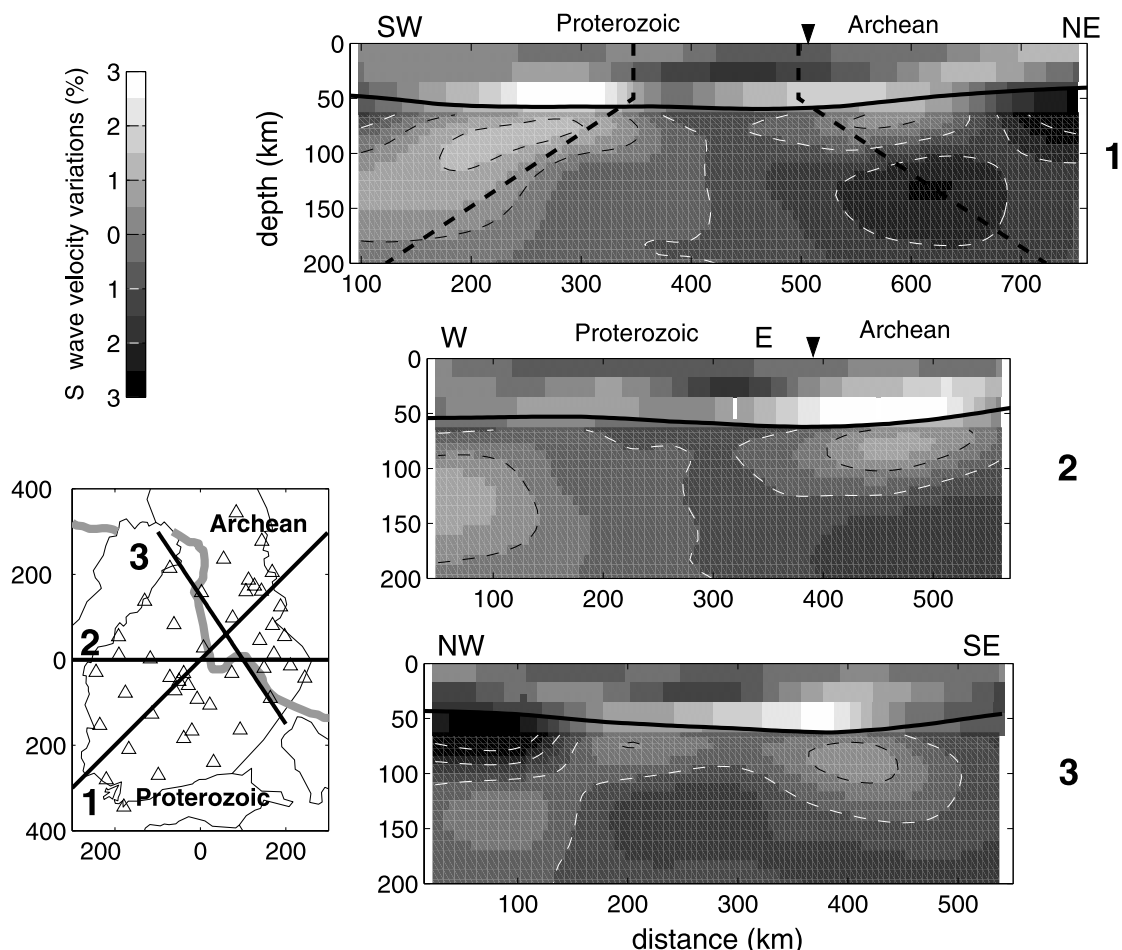 SW Proterozoic Archean NE
0
50
100
150
200
depth (km)
100 200 300 400 500 600 700
1
3
2
1
0
1
2
3
S wave velocity variations (%)
W Proterozoic E Archean
0
50
100
150
200
100 200 300 400 500
2
400
200
0
200
400
Archean
3
2
1
Proterozoic
200 0 200
NW SE
0
50
100
150
200
100 200 300 400 500
3
distance (km)